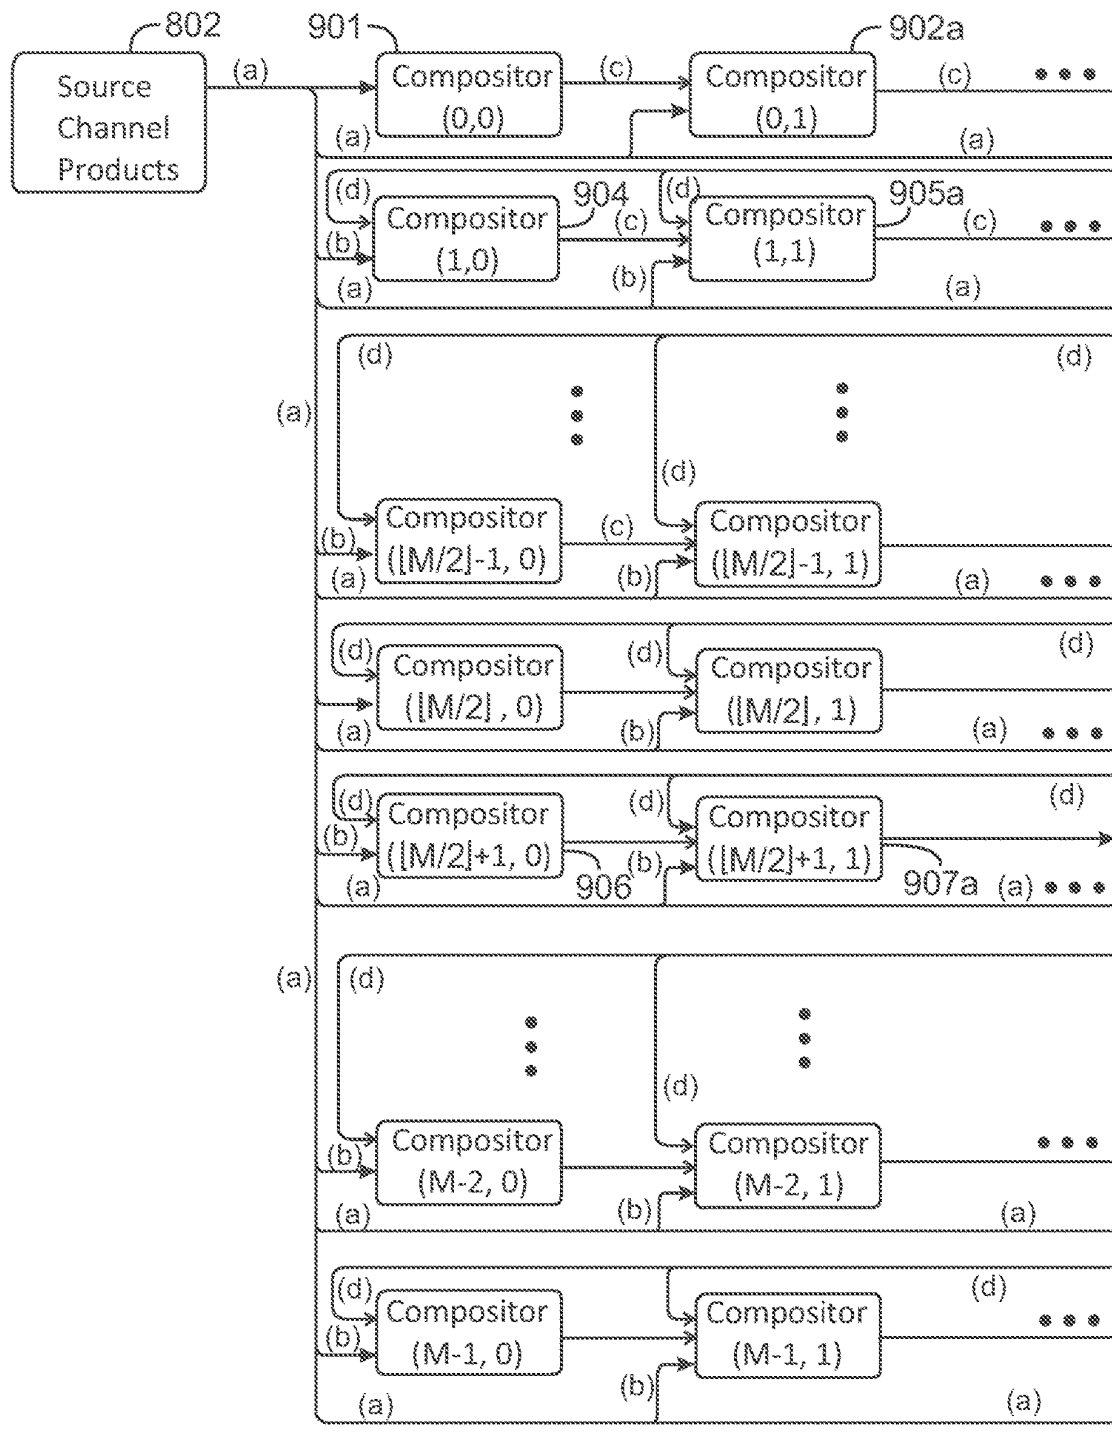 802
901
902a
Source
Channel
Products
(a)
Compositor
(0,0)
(c)
Compositor
(0,1)
(c)
(a)
(a)
(d)
904
(d)
905a
Compositor
(1,0)
(c)
Compositor
(1,1)
(c)
(b)
(a)
(b)
(a)
(d)
(d)
(a)
(d)
Compositor
(⌊M/2⌋-1, 0)
(c)
Compositor
(⌊M/2⌋-1, 1)
(b)
(a)
(b)
(a)
(d)
Compositor
(⌊M/2⌋ , 0)
(d)
Compositor
(⌊M/2⌋, 1)
(d)
(a)
(b)
(a)
(d)
Compositor
(⌊M/2⌋+1, 0)
(d)
Compositor
(⌊M/2⌋+1, 1)
(d)
(b)
(b)
(a)
906
907a
(a)
(a)
(d)
(d)
Compositor
(M-2, 0)
Compositor
(M-2, 1)
(b)
(a)
(b)
(a)
(d)
Compositor
(M-1, 0)
Compositor
(M-1, 1)
(d)
(b)
(b)
(a)
(a)